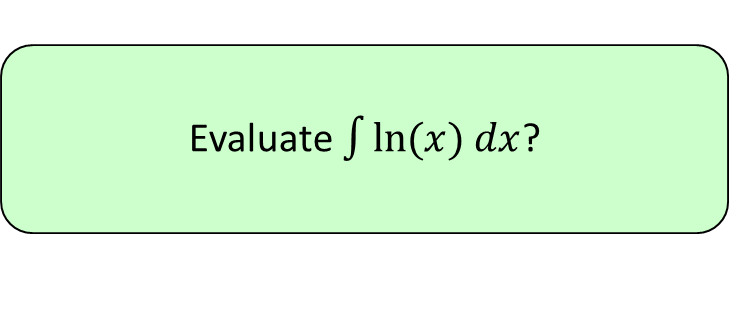 Evaluate ∫ ln(𝑥) 𝑑𝑥?